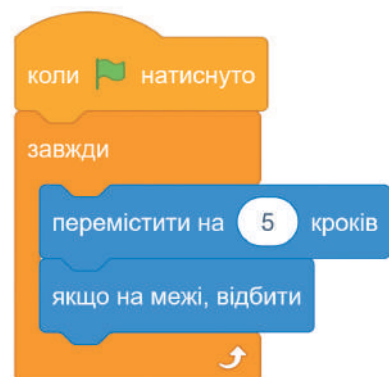 коли натиснуто
завжди
перемістити на 5 кроків
якщо на межі, відбити